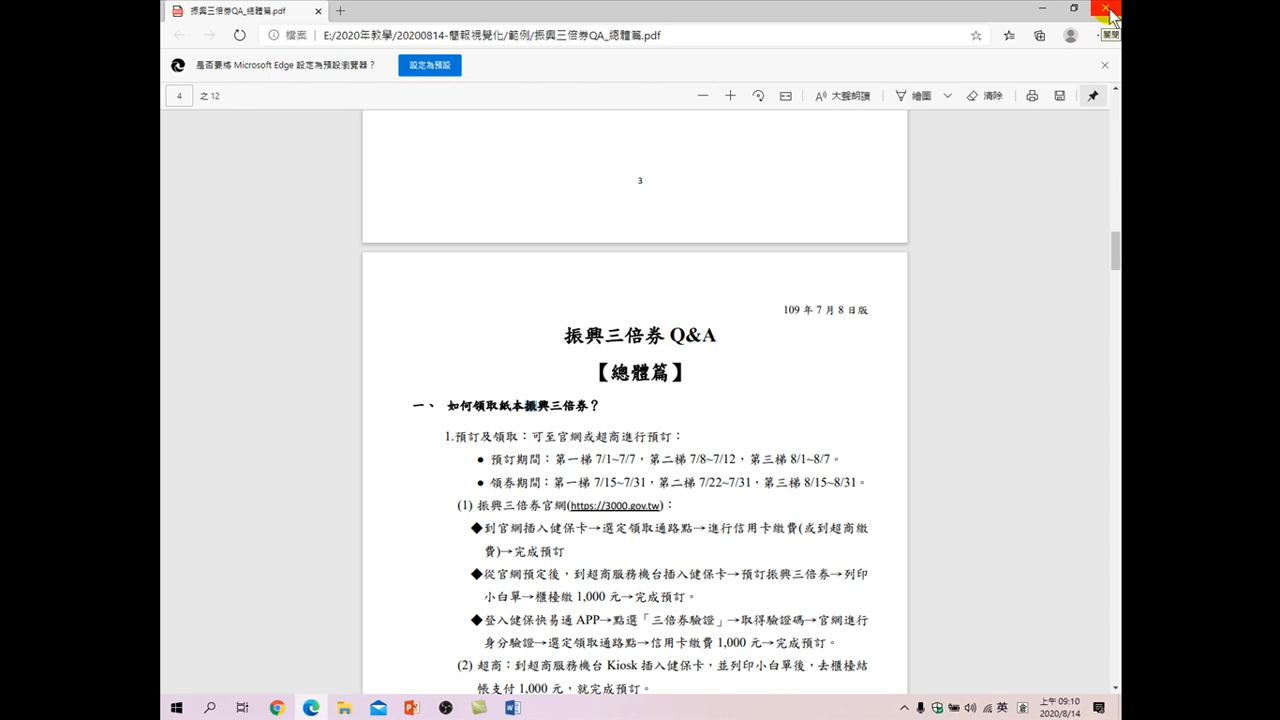 振興三倍劵QA_總體篇.pdf
檔案
E:/2020年教學/20200814-簡報視覺化/範例/振興三倍劵QA_總體篇.pdf
關閉
是否要將 Microsoft Edge 設定為預設瀏覽器？
設定為預設
4 之 12
大聲朗讀
繪圖
清除
3
109 年 7 月 8 日版
振興三倍券 Q&A
【總體篇】
一、 如何領取紙本振興三倍券？
1.預訂及領取：可至官網或超商進行預訂：
● 預訂期間：第一梯 7/1~7/7，第二梯 7/8~7/12，第三梯 8/1~8/7。
● 領券期間：第一梯 7/15~7/31，第二梯 7/22~7/31，第三梯 8/15~8/31。
(1) 振興三倍券官網(https://3000.gov.tw)：
◆到官網插入健保卡→選定領取通路點→進行信用卡繳費(或到超商繳
費)→完成預訂
◆從官網預定後，到超商服務機台插入健保卡→預訂振興三倍券→列印
小白單→櫃檯繳 1,000 元→完成預訂。
◆登入健保快易通 APP→點選「三倍券驗證」→取得驗證碼→官網進行
身分驗證→選定領取通路點→信用卡繳費 1,000 元→完成預訂。
(2) 超商：到超商服務機台 Kiosk 插入健保卡，並列印小白單後，去櫃檯結
帳支付 1,000 元，就完成預訂。
英
上午 09:10
2020/8/14